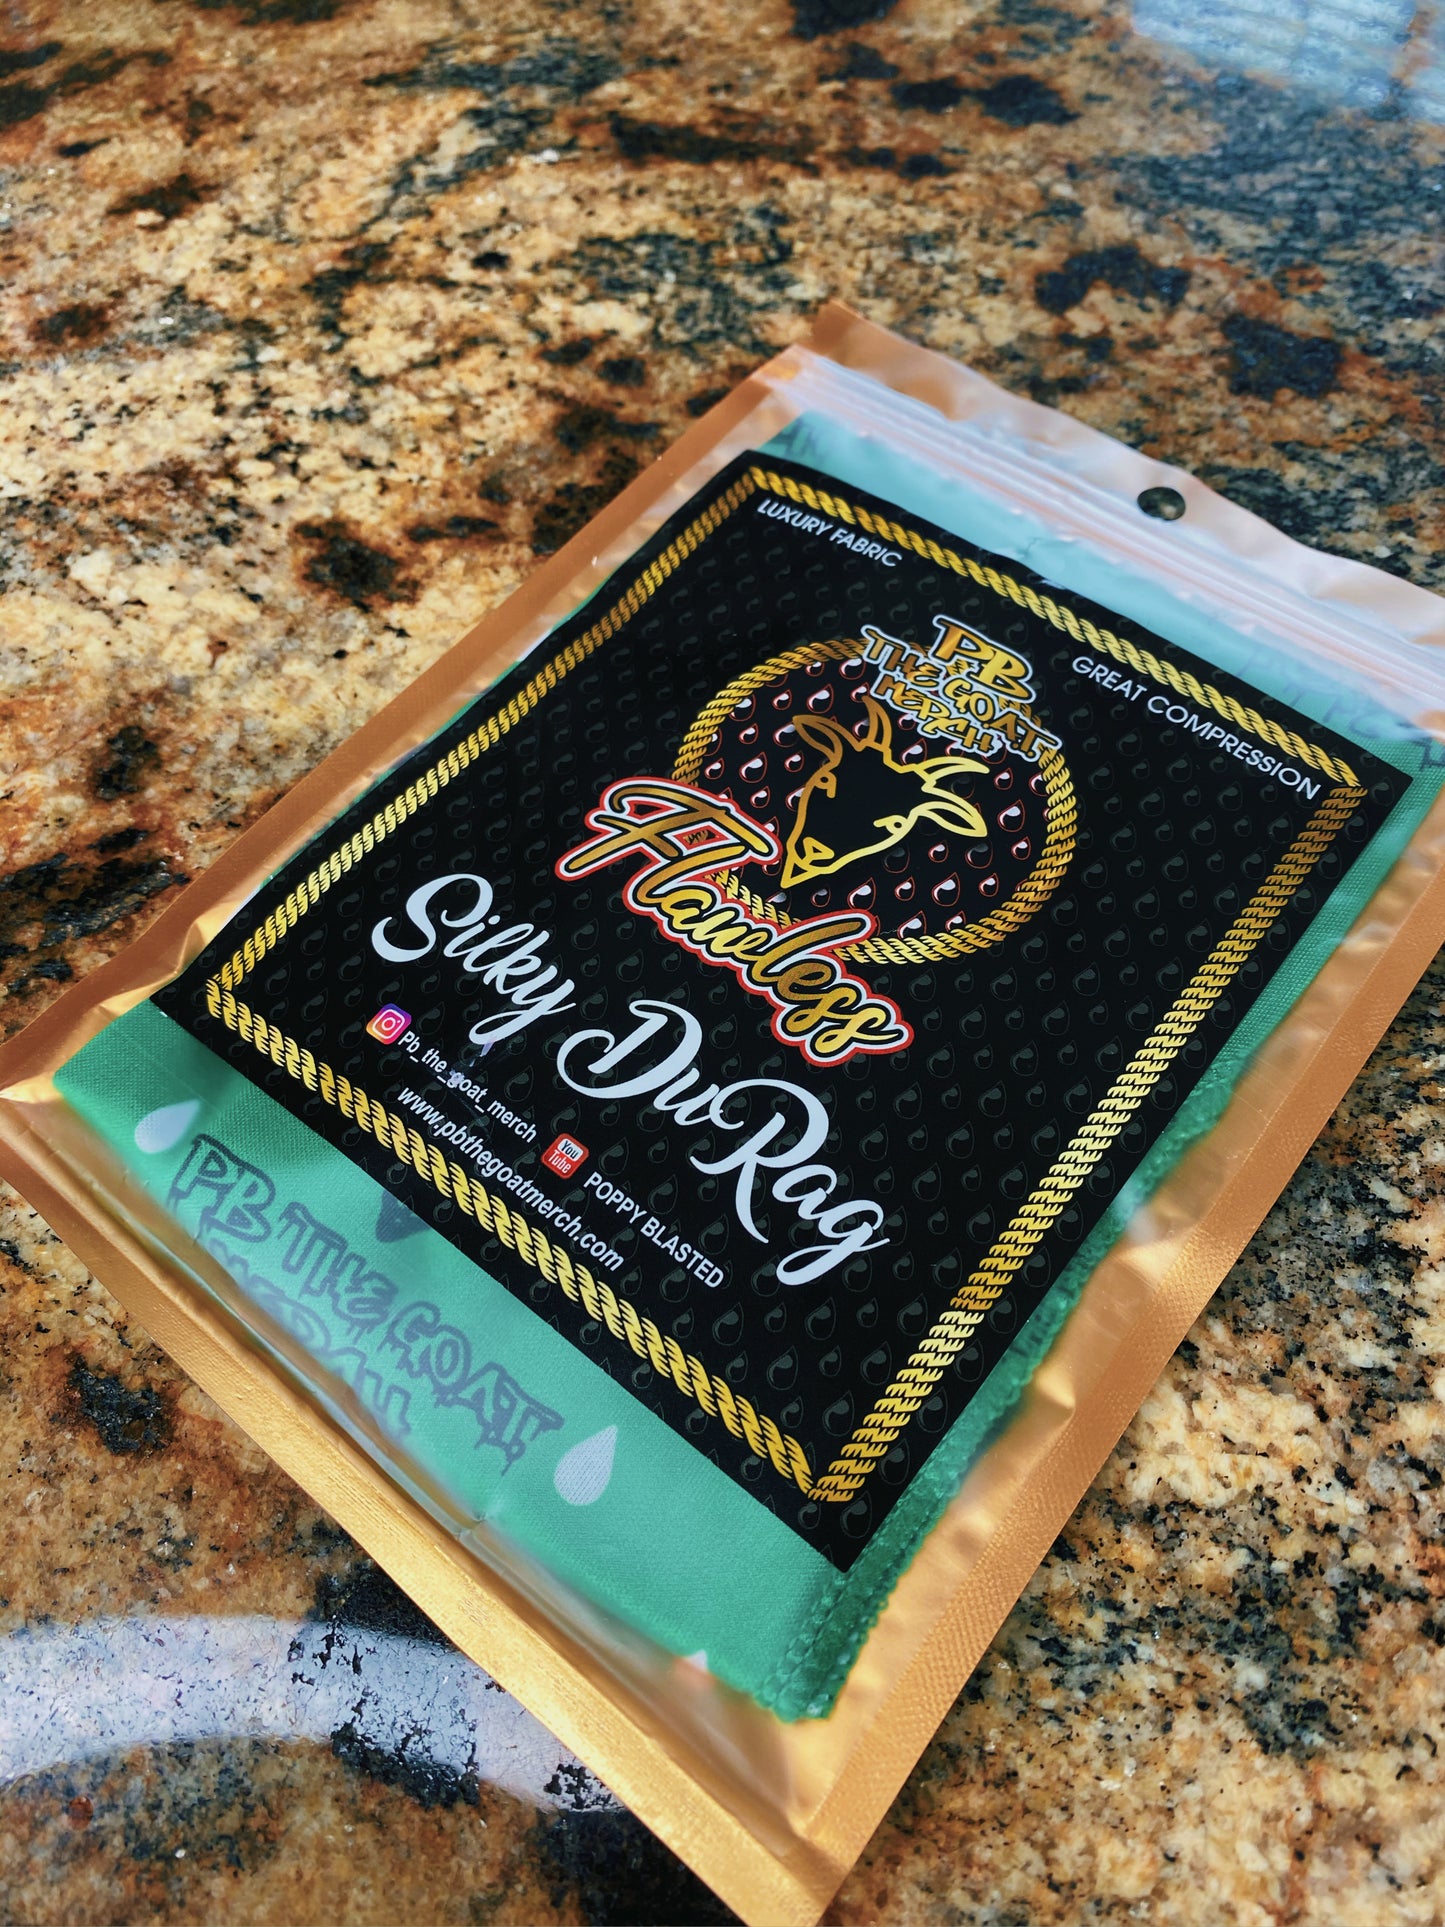 LUXURY FABRIC
GREAT COMPRESSION
PB
THE GOAT
MERCH
Flawless
Silky DuRag
Pb_the_goat_merch
You
Tube
POPPY BLASTED
www.pbthegoatmerch.com
PB THE GOAT